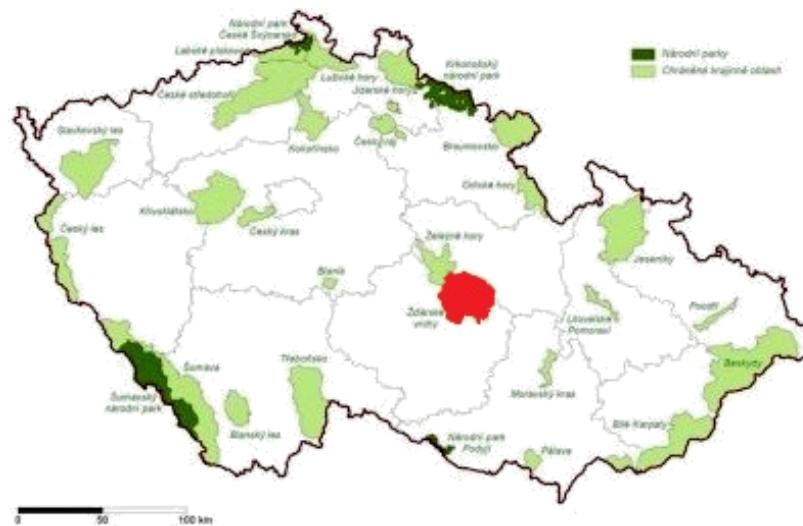 Národní park
České Švýcarsko
Labské pískovce
Lužické hory
Jizerské hory
Krkonošský
národní park
Národní parky
Chráněné krajinné oblasti
České středohoří
Slavkovský les
Kokořínsko
Český ráj
Broumovsko
Orlické hory
Křivoklátsko
Český kras
Český les
Železné hory
Jeseníky
Blaník
Žďárské
vrchy
Litovelské
Pomoraví
Poodří
Třeboňsko
Šumava
Beskydy
Šumavský
národní park
Moravský kras
Blanský les
Bílé Karpaty
Národní park
Podyjí
Pálava
0 50 100 km